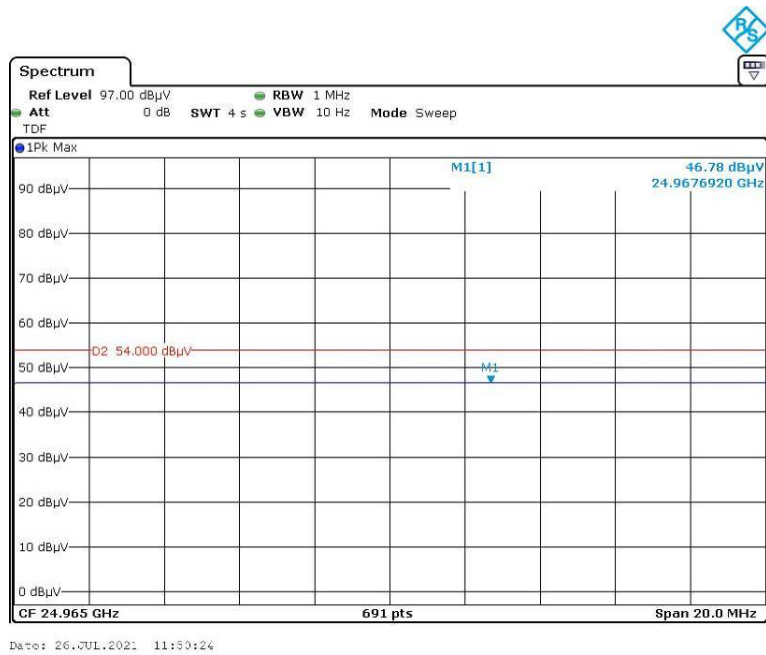 R&S
Spectrum
Ref Level 97.00 dBµV RBW 1 MHz
Att 0 dB SWT 4 s VBW 10 Hz Mode Sweep
TDF
1Pk Max
M1[1] 46.78 dBµV
24.9676920 GHz
90 dBµV
80 dBµV
70 dBµV
60 dBµV
D2 54.000 dBµV
50 dBµV
M1
40 dBµV
30 dBµV
20 dBµV
10 dBµV
0 dBµV
CF 24.965 GHz 691 pts Span 20.0 MHz
Date: 26.JUL.2021 11:50:24